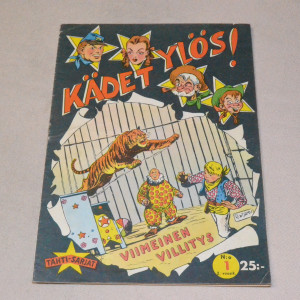 KÄDET YLÖS!
VIIMEINEN
VILLITYS
TÄHTI-SARJAT
N:o
1
25:-